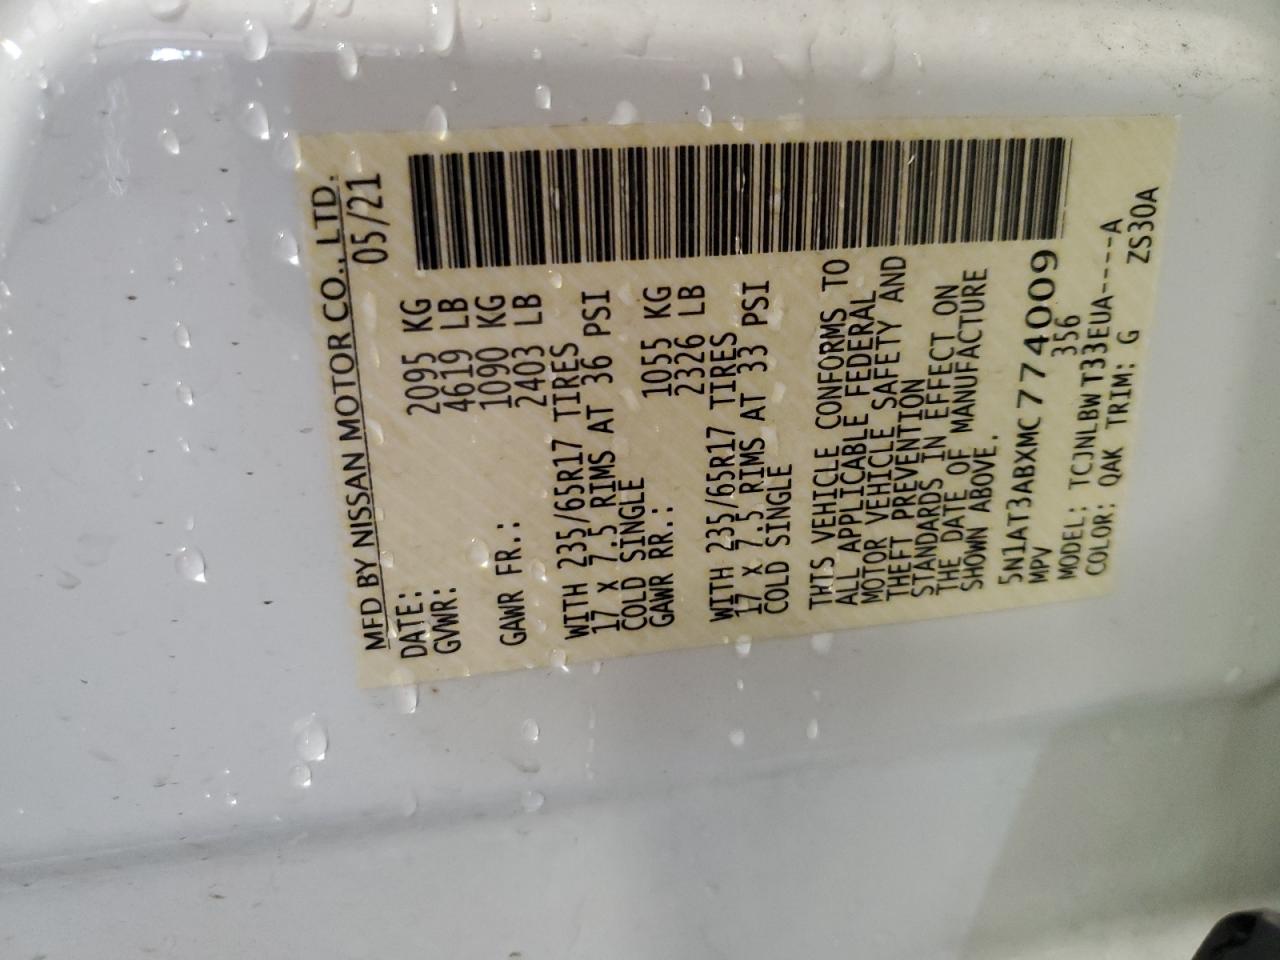 MFD BY NISSAN MOTOR CO., LTD.
DATE: 05/21
GVWR: 2095 KG
4619 LB
GAWR FR.: 1090 KG
2403 LB
WITH 235/65R17 TIRES
17 X 7.5 RIMS AT 36 PSI
COLD SINGLE
GAWR RR.: 1055 KG
2326 LB
WITH 235/65R17 TIRES
17 X 7.5 RIMS AT 33 PSI
COLD SINGLE
THIS VEHICLE CONFORMS TO
ALL APPLICABLE FEDERAL
MOTOR VEHICLE SAFETY AND
THEFT PREVENTION
STANDARDS IN EFFECT ON
THE DATE OF MANUFACTURE
SHOWN ABOVE.
5N1AT3ABXMC774009
MPV 356
MODEL: TCJNLBWT33EUA----A
COLOR: QAK TRIM: G ZS30A